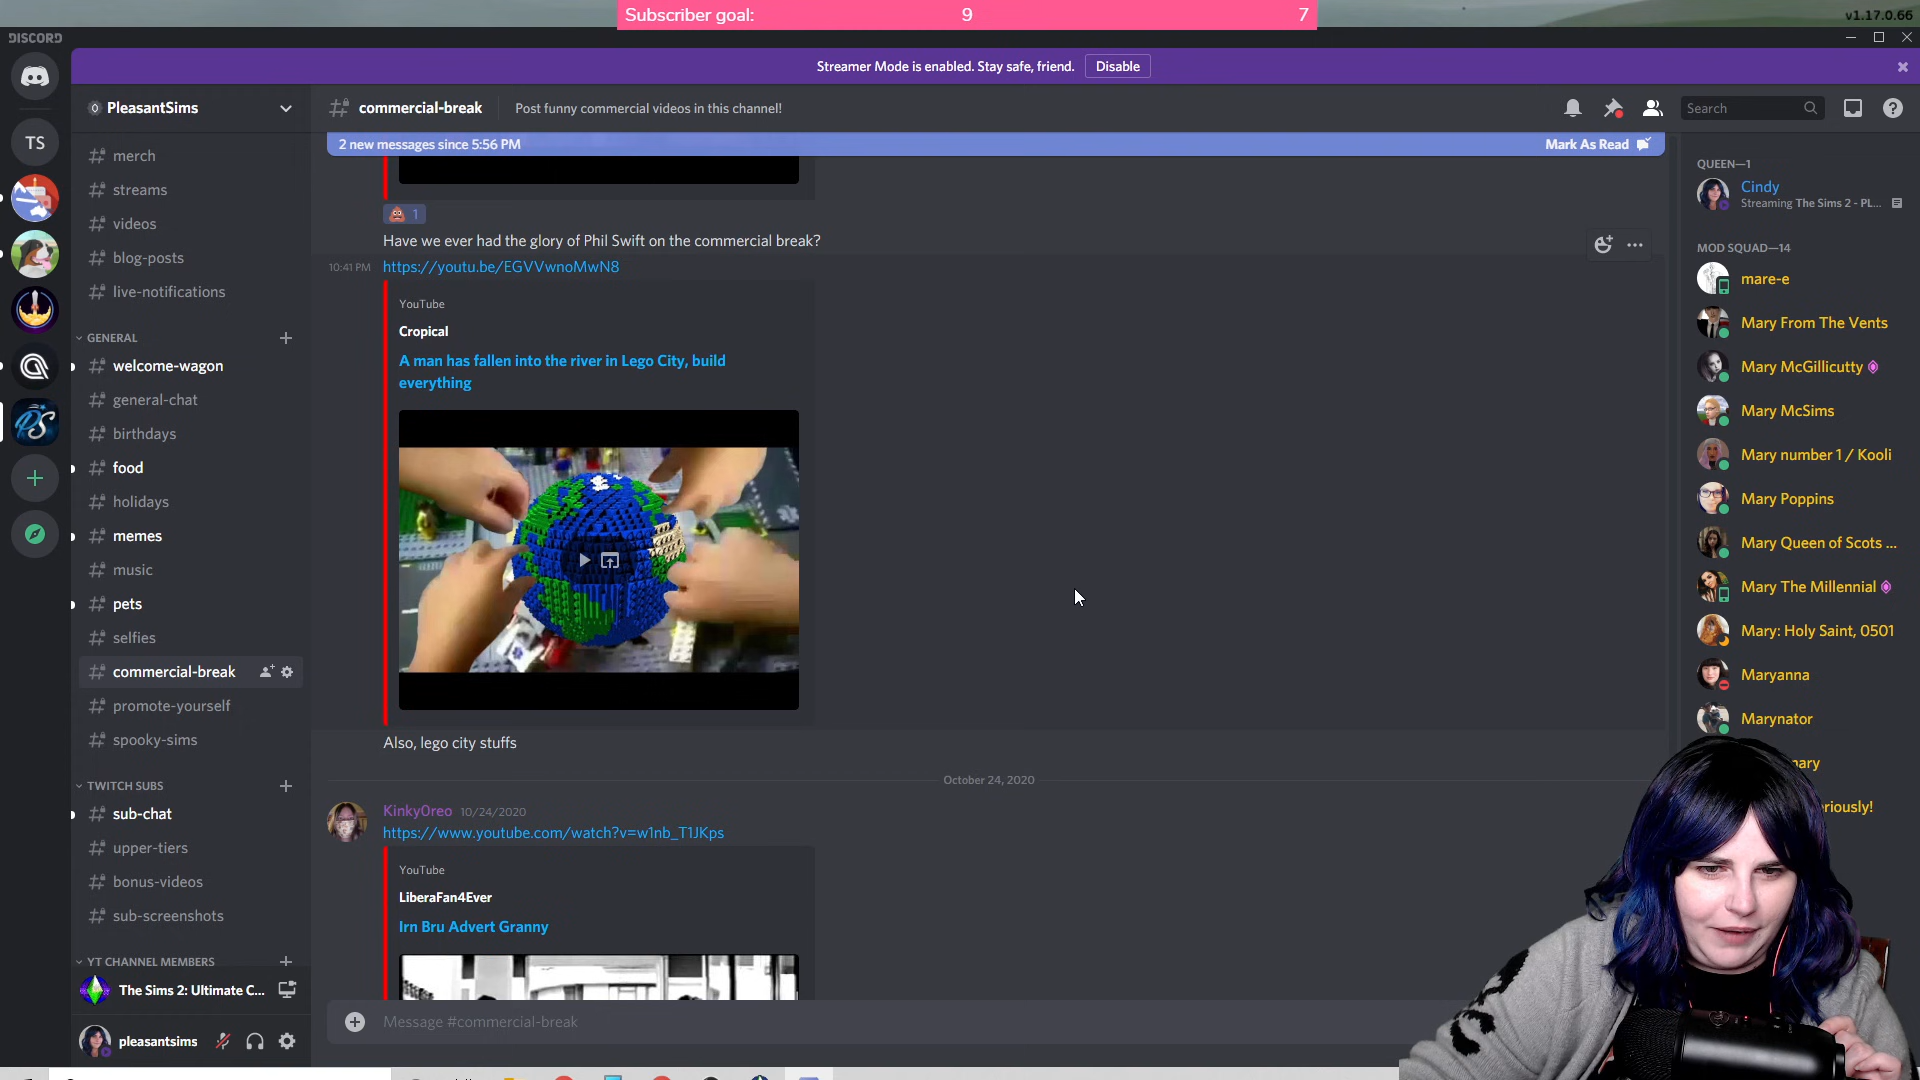 Subscriber goal: 9 7
v1.17.0.66
DISCORD
Streamer Mode is enabled. Stay safe, friend. Disable
PleasantSims
commercial-break
Post funny commercial videos in this channel!
Search
2 new messages since 5:56 PM
Mark As Read
TS
merch
streams
videos
blog-posts
live-notifications
GENERAL
welcome-wagon
general-chat
birthdays
food
holidays
memes
music
pets
selfies
commercial-break
promote-yourself
spooky-sims
TWITCH SUBS
sub-chat
upper-tiers
bonus-videos
sub-screenshots
YT CHANNEL MEMBERS
The Sims 2: Ultimate C...
pleasantsims
1
Have we ever had the glory of Phil Swift on the commercial break?
10:41 PM https://youtu.be/EGVVwnoMwN8
YouTube
Cropical
A man has fallen into the river in Lego City, build
everything
Also, lego city stuffs
October 24, 2020
KinkyOreo 10/24/2020
https://www.youtube.com/watch?v=w1nb_T1JKps
YouTube
LiberaFan4Ever
Irn Bru Advert Granny
Message #commercial-break
QUEEN—1
Cindy
Streaming The Sims 2 - PL...
MOD SQUAD—14
mare-e
Mary From The Vents
Mary McGillicutty
Mary McSims
Mary number 1 / Kooli
Mary Poppins
Mary Queen of Scots ...
Mary The Millennial
Mary: Holy Saint, 0501
Maryanna
Marynator